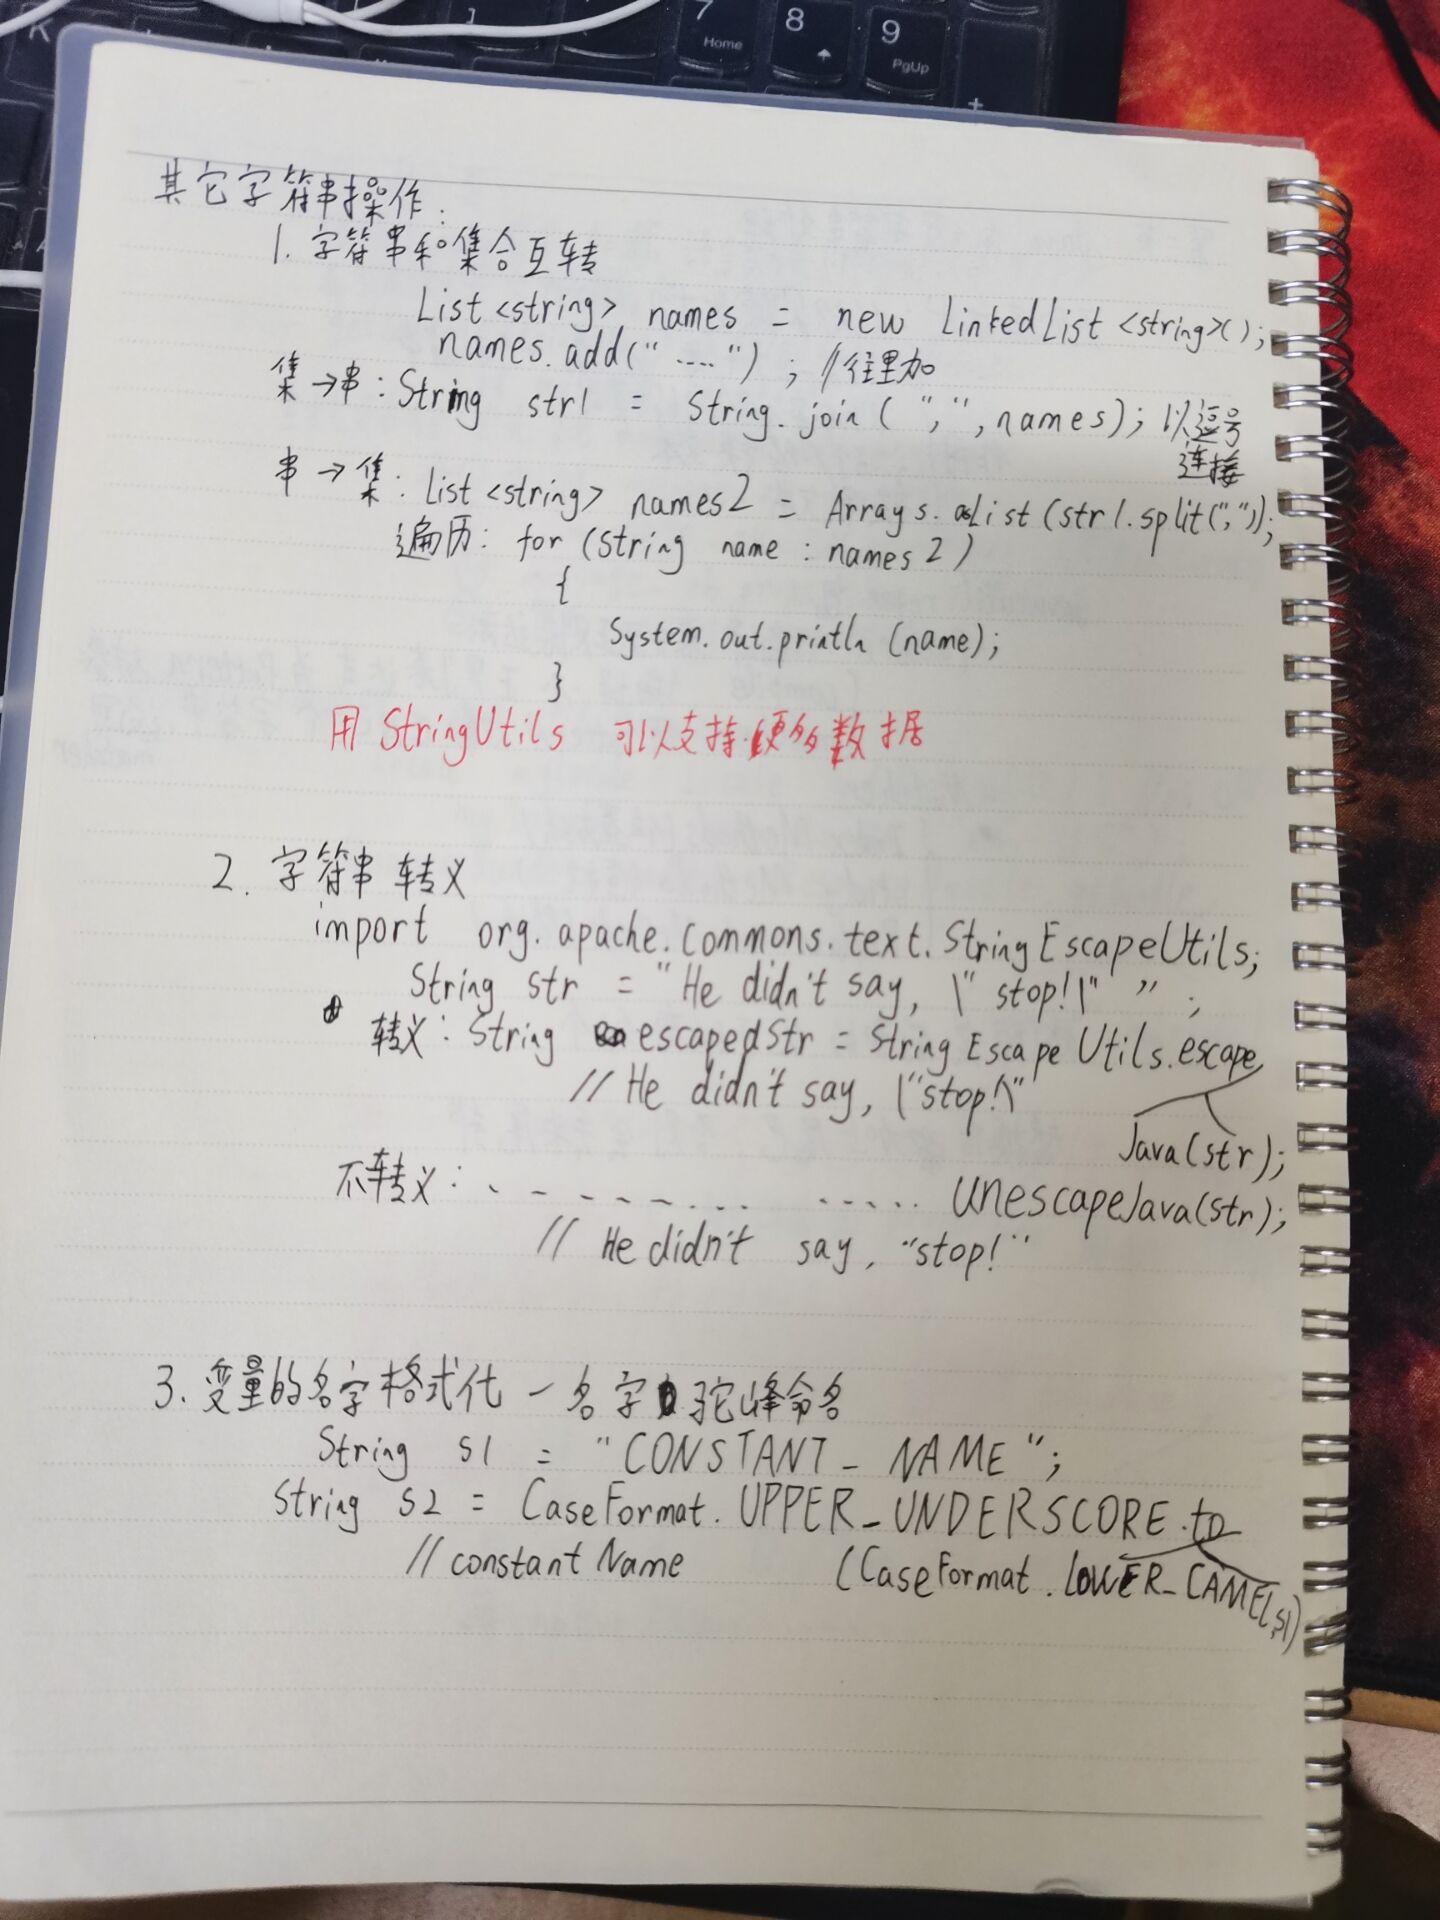 7 Home
8
9 PgUp
+
K
其它字符串操作:
1. 字符串和集合互转
List <string> names = new LinkedList <string>();
names.add("....") ; //往里加
集→串: String str1 = String.join(",", names); 以逗号
连接
串→集: List <string> names2 = Arrays.asList(str1.split(","));
遍历: for (String name : names2)
{
System.out.println(name);
}
用 StringUtils 可以支持更多数据
2. 字符串转义
import org.apache.commons.text.StringEscapeUtils;
String str = "He didn't say, \"stop!\" ";
转义: String escapedStr = StringEscapeUtils.escape
// He didn't say, \"stop!\"
Java(str);
不转义: .......... ..... unescapeJava(str);
// He didn't say, "stop!"
3. 变量的名字格式化 - 名字 驼峰命名
String s1 = "CONSTANT_NAME";
String s2 = CaseFormat.UPPER_UNDERSCORE.to
// constantName (CaseFormat.LOWER_CAMEL,s1)